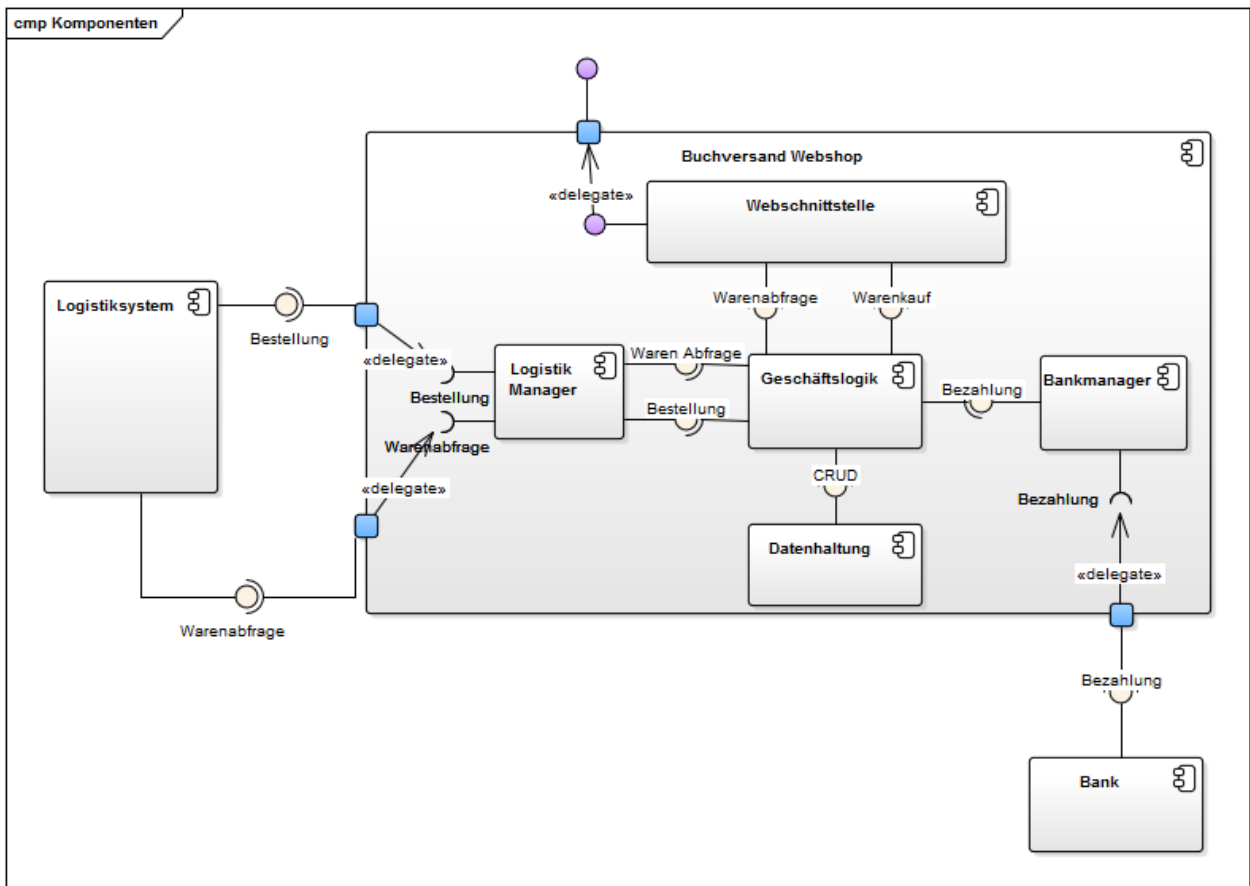 cmp Komponenten
Buchversand Webshop
«delegate»
Webschnittstelle
Logistiksystem
Bestellung
Warenabfrage
Warenkauf
«delegate»
Logistik
Manager
Waren Abfrage
Geschäftslogik
Bankmanager
Bezahlung
Bestellung
Bestellung
Warenabfrage
«delegate»
CRUD
Bezahlung
Datenhaltung
«delegate»
Warenabfrage
Bezahlung
Bank